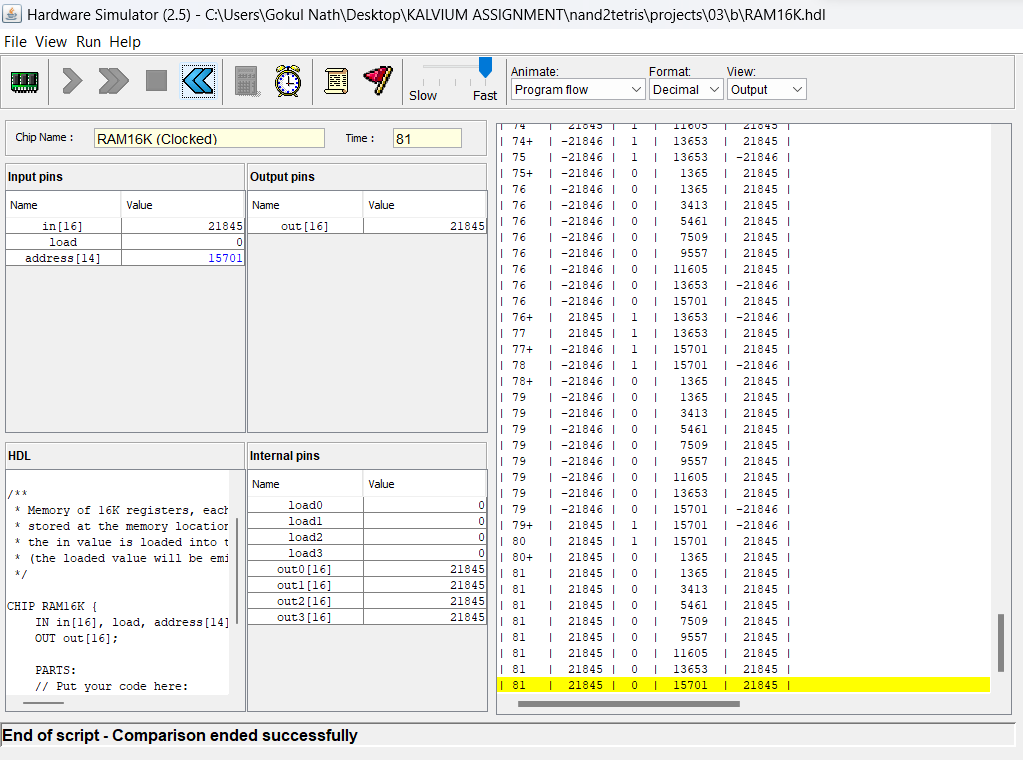 Hardware Simulator (2.5) - C:\Users\Gokul Nath\Desktop\KALVIUM ASSIGNMENT\nand2tetris\projects\03\b\RAM16K.hdl
File View Run Help
Slow Fast
Animate: Format: View:
Program flow Decimal Output
Chip Name : RAM16K (Clocked) Time : 81
Input pins
Name Value
in[16] 21845
load 0
address[14] 15701
Output pins
Name Value
out[16] 21845
HDL
/**
* Memory of 16K registers, each
* stored at the memory location
* the in value is loaded into t
* (the loaded value will be emi
*/
CHIP RAM16K {
IN in[16], load, address[14]
OUT out[16];
PARTS:
// Put your code here:
Internal pins
Name Value
load0 0
load1 0
load2 0
load3 0
out0[16] 21845
out1[16] 21845
out2[16] 21845
out3[16] 21845
| 74 | 21845 | 1 | 11605 | 21845 |
| 74+ | -21846 | 1 | 13653 | 21845 |
| 75 | -21846 | 1 | 13653 | -21846 |
| 75+ | -21846 | 0 | 1365 | 21845 |
| 76 | -21846 | 0 | 1365 | 21845 |
| 76 | -21846 | 0 | 3413 | 21845 |
| 76 | -21846 | 0 | 5461 | 21845 |
| 76 | -21846 | 0 | 7509 | 21845 |
| 76 | -21846 | 0 | 9557 | 21845 |
| 76 | -21846 | 0 | 11605 | 21845 |
| 76 | -21846 | 0 | 13653 | -21846 |
| 76 | -21846 | 0 | 15701 | 21845 |
| 76+ | 21845 | 1 | 13653 | -21846 |
| 77 | 21845 | 1 | 13653 | 21845 |
| 77+ | -21846 | 1 | 15701 | 21845 |
| 78 | -21846 | 1 | 15701 | -21846 |
| 78+ | -21846 | 0 | 1365 | 21845 |
| 79 | -21846 | 0 | 1365 | 21845 |
| 79 | -21846 | 0 | 3413 | 21845 |
| 79 | -21846 | 0 | 5461 | 21845 |
| 79 | -21846 | 0 | 7509 | 21845 |
| 79 | -21846 | 0 | 9557 | 21845 |
| 79 | -21846 | 0 | 11605 | 21845 |
| 79 | -21846 | 0 | 13653 | 21845 |
| 79 | -21846 | 0 | 15701 | -21846 |
| 79+ | 21845 | 1 | 15701 | -21846 |
| 80 | 21845 | 1 | 15701 | 21845 |
| 80+ | 21845 | 0 | 1365 | 21845 |
| 81 | 21845 | 0 | 1365 | 21845 |
| 81 | 21845 | 0 | 3413 | 21845 |
| 81 | 21845 | 0 | 5461 | 21845 |
| 81 | 21845 | 0 | 7509 | 21845 |
| 81 | 21845 | 0 | 9557 | 21845 |
| 81 | 21845 | 0 | 11605 | 21845 |
| 81 | 21845 | 0 | 13653 | 21845 |
| 81 | 21845 | 0 | 15701 | 21845 |
End of script - Comparison ended successfully